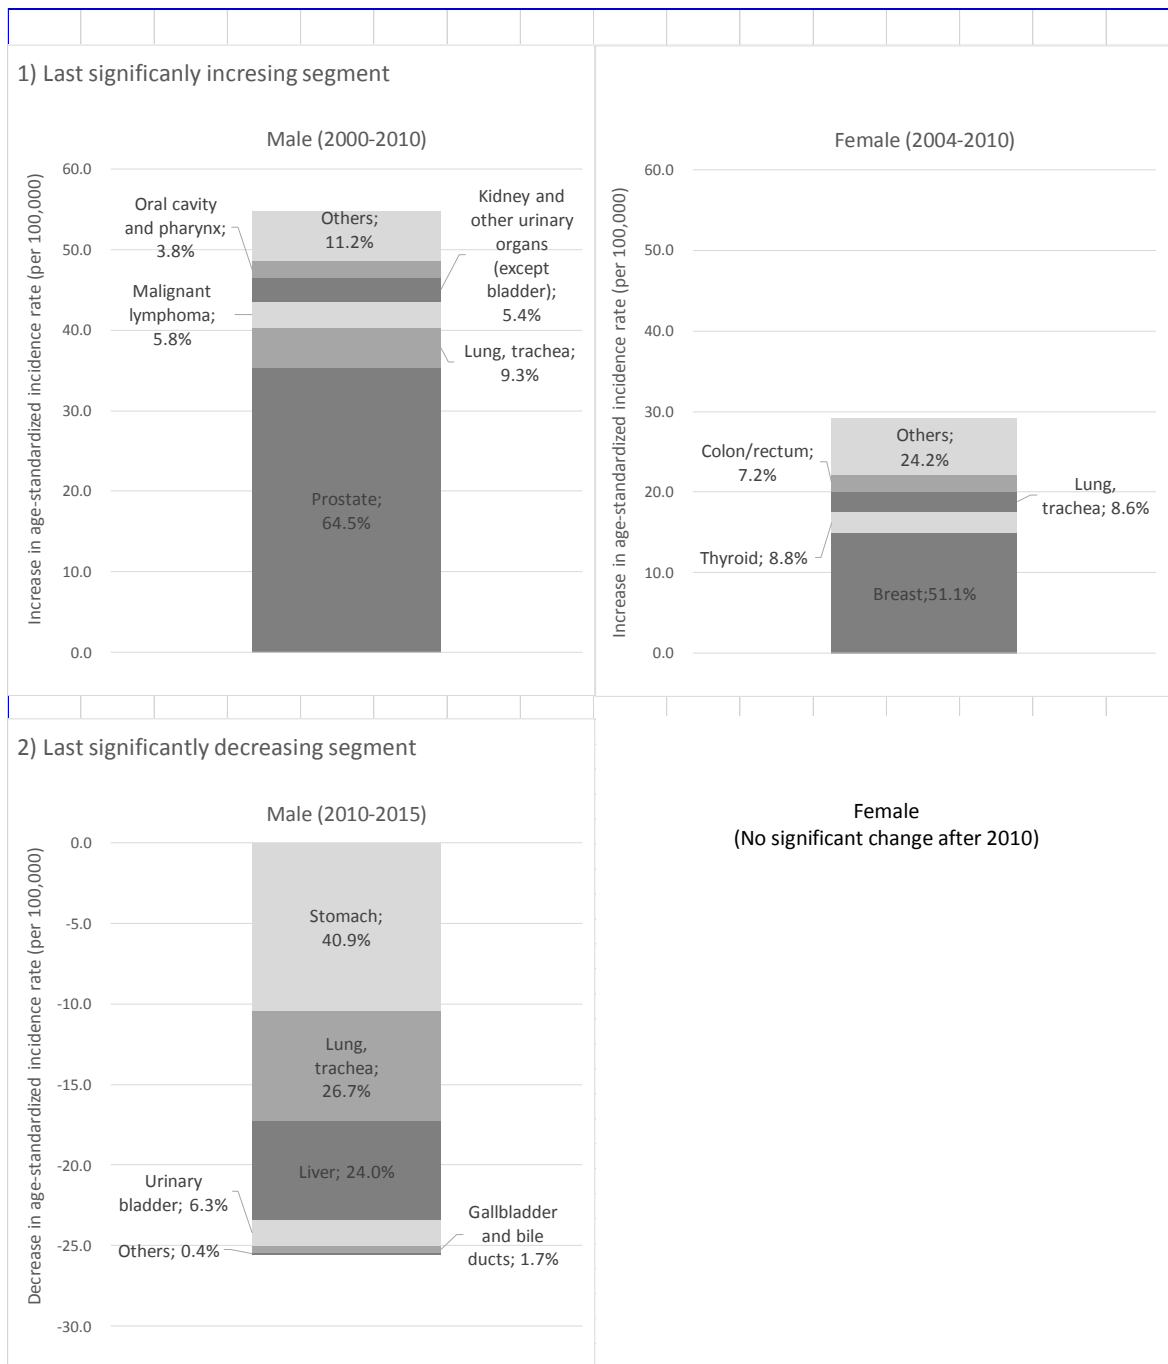 1) Last significanly incresing segment
Male (2000-2010)
Increase in age-standardized incidence rate (per 100,000)
60.0
50.0
40.0
30.0
20.0
10.0
0.0
Oral cavity
and pharynx;
3.8%
Malignant
lymphoma;
5.8%
Others;
11.2%
Kidney and
other urinary
organs
(except
bladder);
5.4%
Lung, trachea;
9.3%
Prostate;
64.5%
Female (2004-2010)
Increase in age-standardized incidence rate (per 100,000)
60.0
50.0
40.0
30.0
20.0
10.0
0.0
Others;
24.2%
Colon/rectum;
7.2%
Lung,
trachea; 8.6%
Thyroid; 8.8%
Breast;51.1%
2) Last significantly decreasing segment
Male (2010-2015)
Decrease in age-standardized incidence rate (per 100,000)
0.0
-5.0
-10.0
-15.0
-20.0
-25.0
-30.0
Stomach;
40.9%
Lung,
trachea;
26.7%
Liver; 24.0%
Urinary
bladder; 6.3%
Gallbladder
and bile
ducts; 1.7%
Others; 0.4%
Female
(No significant change after 2010)